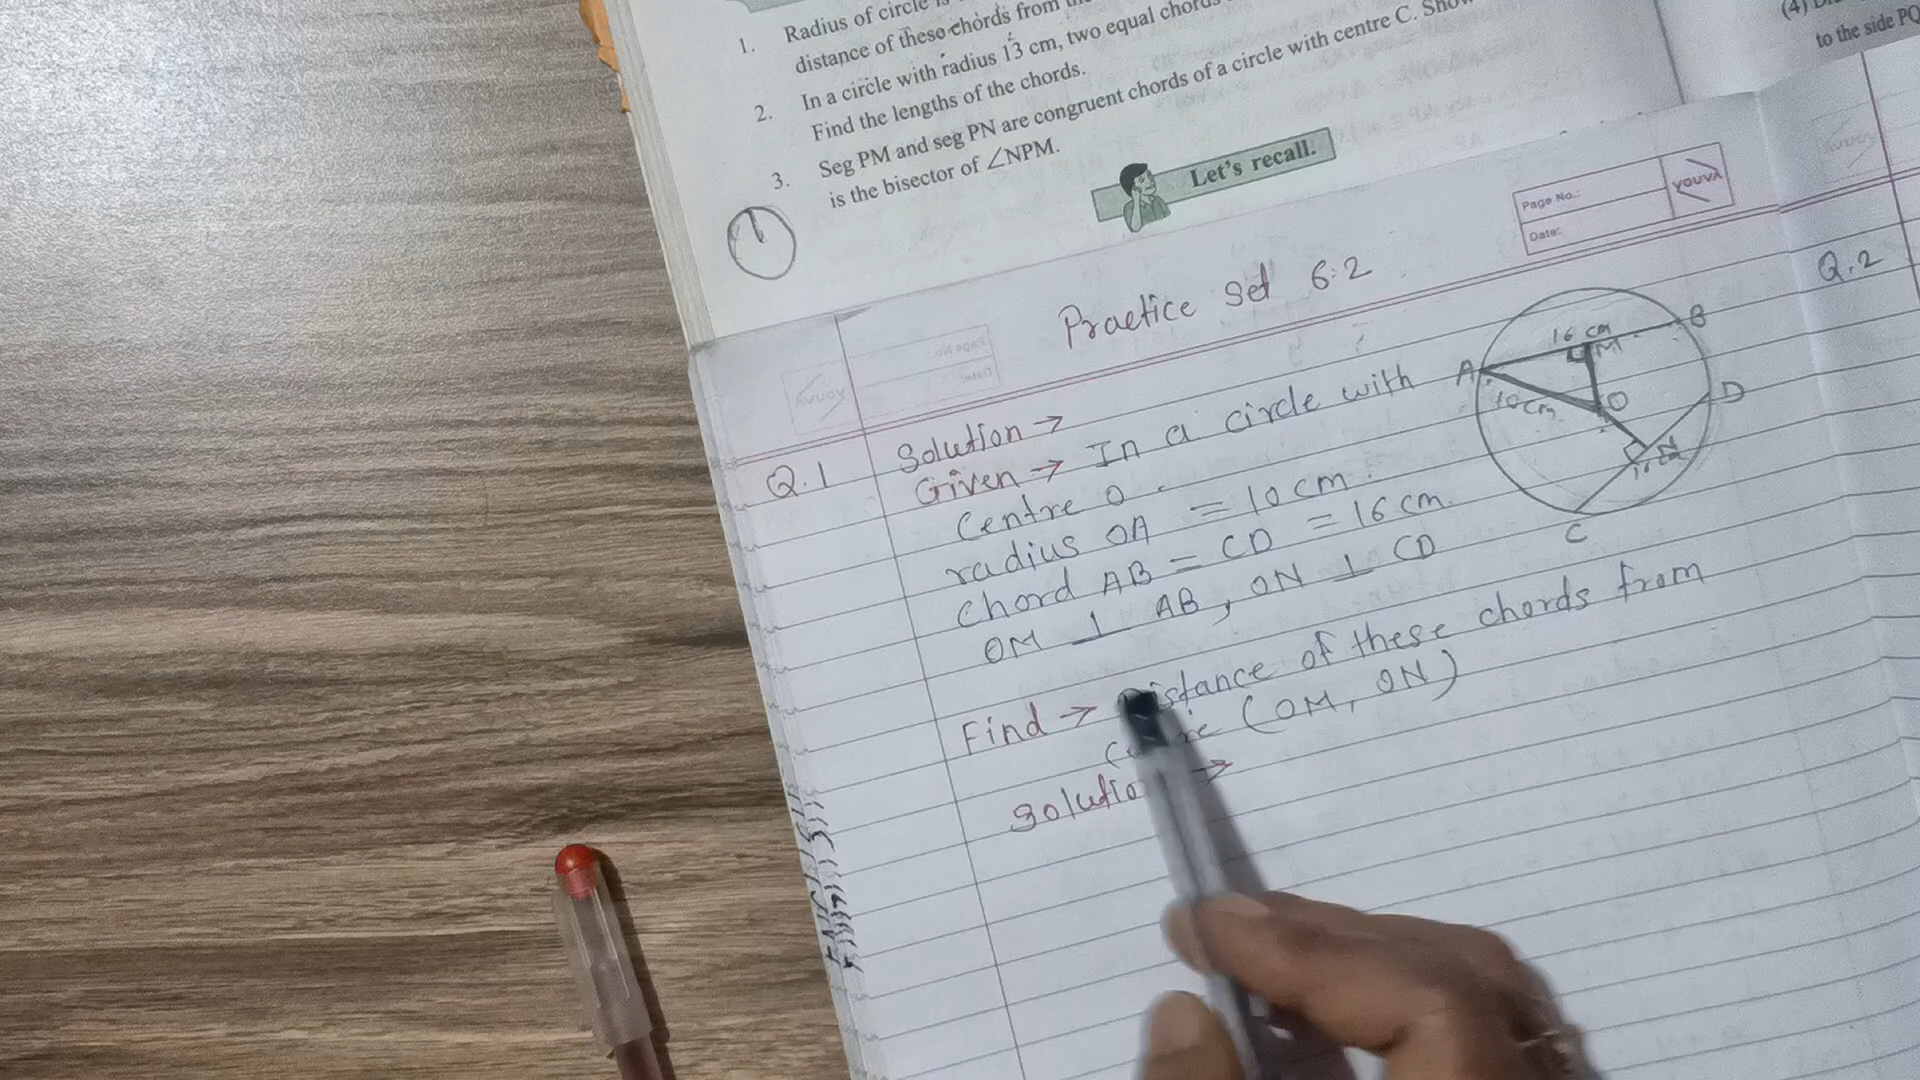 1. Radius of circle is
distance of these chords from
2. In a circle with radius 13 cm, two equal chords
Find the lengths of the chords.
3. Seg PM and seg PN are congruent chords of a circle with centre C. Show
is the bisector of ∠NPM.
(4)
to the side PQ
Let's recall.
Page No.:
Date:
YOUVA
Practice Set 6.2
Q.2
Q.1 Solution →
Given → In a circle with
Centre O.
radius OA = 10 cm.
Chord AB = CD = 16 cm.
OM ⊥ AB, ON ⊥ CD
Find → Distance of these chords from
(OM, ON)
Solution →
16 cm
A
B
M
10 cm
O
D
N
C